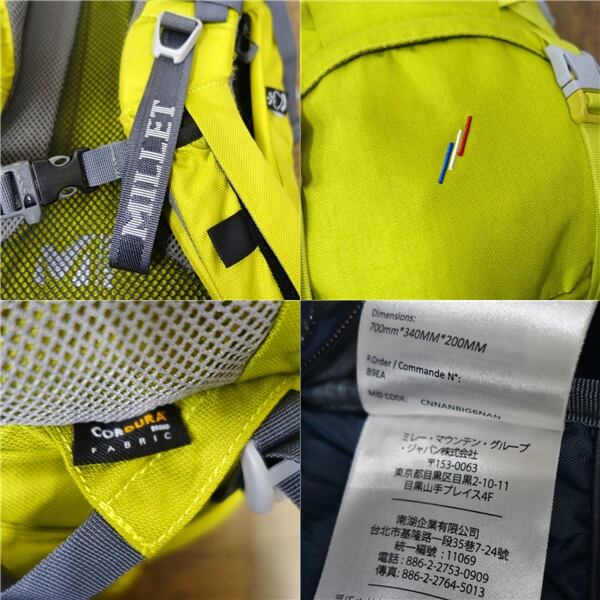 MILLET
Mi
CORDURA
BRAND
FABRIC
Dimensions:
700mm*340MM*200MM
P.Order / Commande N°:
B9EA
MID CODE: CNNANBIG6NAN
ミレー・マウンテン・グループ
・ジャパン株式会社
〒153-0063
東京都目黒区目黒2-10-11
目黒山手プレイス4F
南湖企業有限公司
台北市基隆路一段35巷7-24號
統一編號 : 11069
電話: 886-2-2753-0909
傳真: 886-2-2764-5013